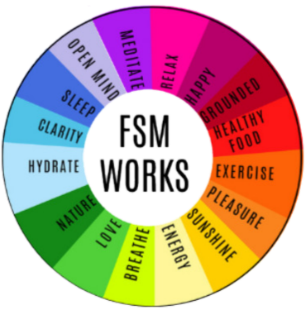 FSM
WORKS
MEDITATE
RELAX
HAPPY
GROUNDED
HEALTHY
FOOD
EXERCISE
PLEASURE
SUNSHINE
ENERGY
BREATHE
LOVE
NATURE
HYDRATE
CLARITY
SLEEP
OPEN MIND